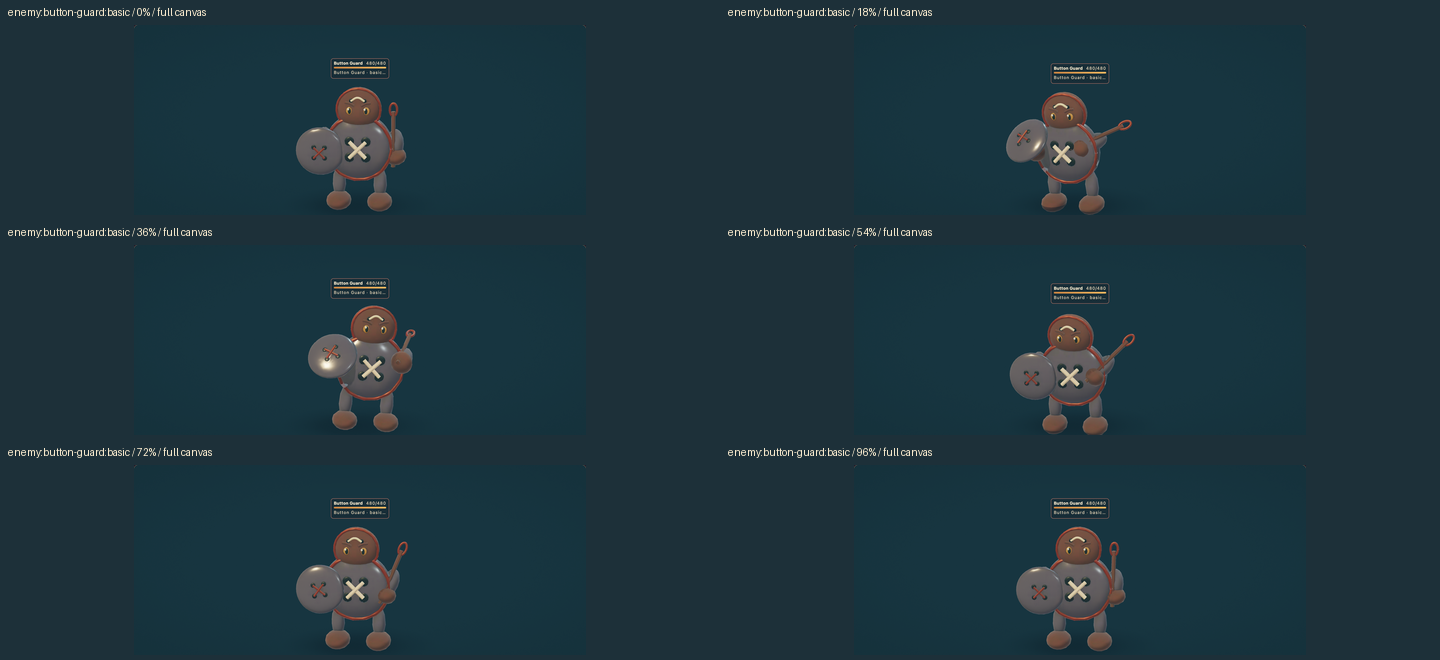 enemy:button-guard:basic / 0% / full canvas
Button Guard 480/480
Button Guard - basic...
enemy:button-guard:basic / 18% / full canvas
Button Guard 480/480
Button Guard - basic...
enemy:button-guard:basic / 36% / full canvas
Button Guard 480/480
Button Guard - basic...
enemy:button-guard:basic / 54% / full canvas
Button Guard 480/480
Button Guard - basic...
enemy:button-guard:basic / 72% / full canvas
Button Guard 480/480
Button Guard - basic...
enemy:button-guard:basic / 96% / full canvas
Button Guard 480/480
Button Guard - basic...